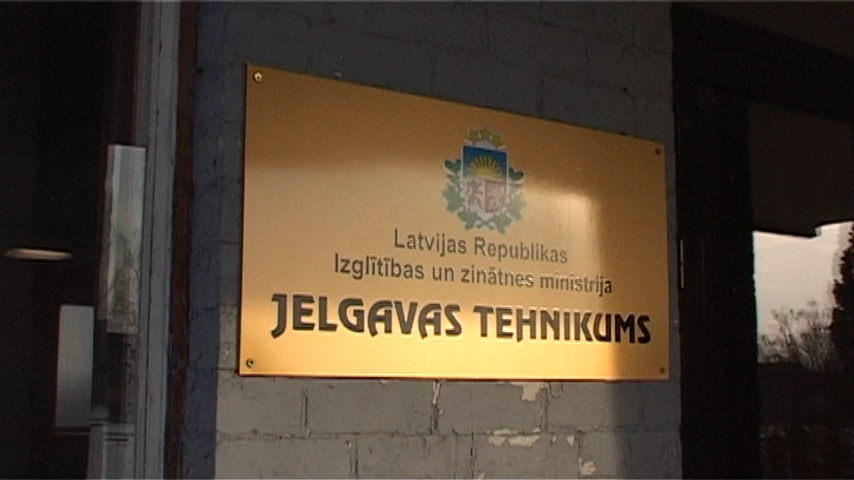 Latvijas Republikas
Izglītības un zinātnes ministrija
JELGAVAS TEHNIKUMS